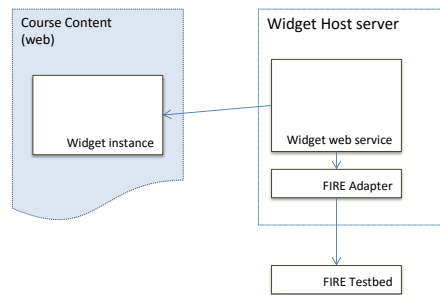 Course Content
(web)
Widget instance
Widget Host server
Widget web service
FIRE Adapter
FIRE Testbed